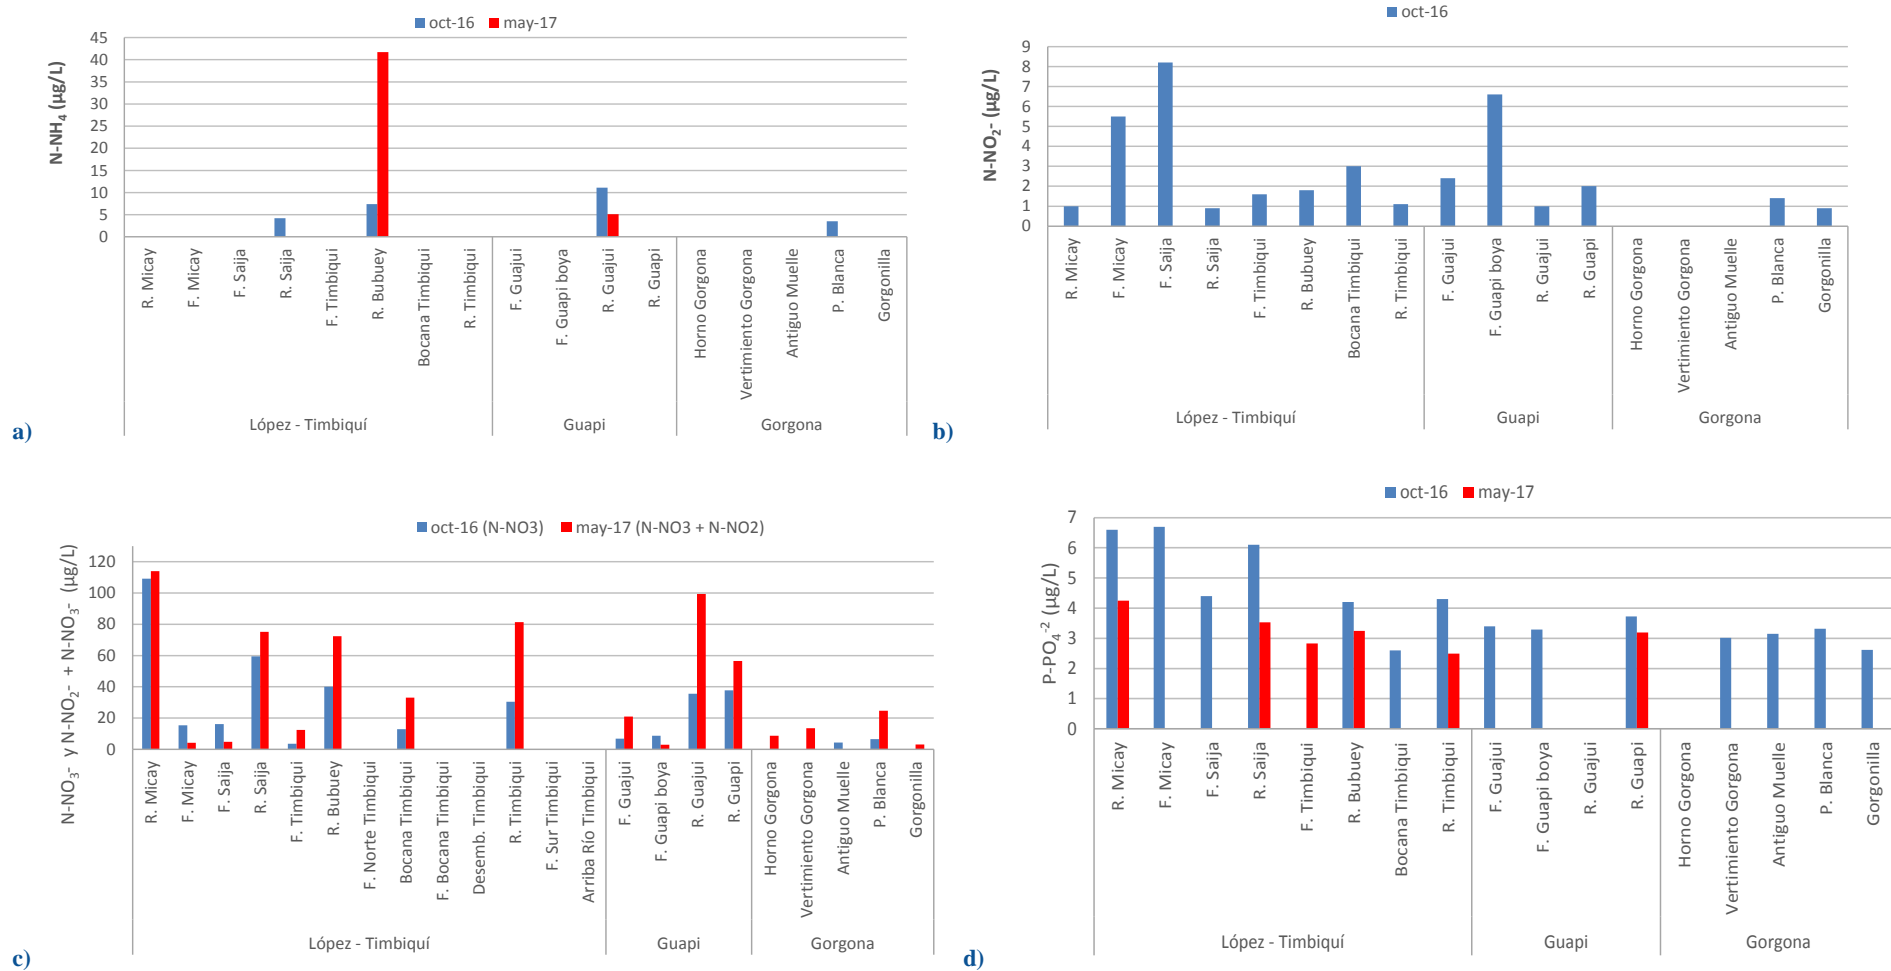 oct-16 may-17
N-NH4 (µg/L)
45
40
35
30
25
20
15
10
5
0
R. Micay
F. Micay
F. Saija
R. Saija
F. Timbiqui
R. Bubuey
Bocana Timbiqui
R. Timbiqui
F. Guajui
F. Guapi boya
R. Guajui
R. Guapi
Horno Gorgona
Vertimiento Gorgona
Antiguo Muelle
P. Blanca
Gorgonilla
López - Timbiquí
Guapi
Gorgona
a)
oct-16
N-NO2- (µg/L)
9
8
7
6
5
4
3
2
1
0
R. Micay
F. Micay
F. Saija
R. Saija
F. Timbiqui
R. Bubuey
Bocana Timbiqui
R. Timbiqui
F. Guajui
F. Guapi boya
R. Guajui
R. Guapi
Horno Gorgona
Vertimiento Gorgona
Antiguo Muelle
P. Blanca
Gorgonilla
López - Timbiquí
Guapi
Gorgona
b)
oct-16 (N-NO3) may-17 (N-NO3 + N-NO2)
N-NO3- y N-NO2- + N-NO3- (µg/L)
120
100
80
60
40
20
0
R. Micay
F. Micay
F. Saija
R. Saija
F. Timbiqui
R. Bubuey
F. Norte Timbiqui
Bocana Timbiqui
F. Bocana Timbiqui
Desemb. Timbiqui
R. Timbiqui
F. Sur Timbiqui
Arriba Río Timbiqui
F. Guajui
F. Guapi boya
R. Guajui
R. Guapi
Horno Gorgona
Vertimiento Gorgona
Antiguo Muelle
P. Blanca
Gorgonilla
López - Timbiquí
Guapi
Gorgona
c)
oct-16 may-17
P-PO4-2 (µg/L)
7
6
5
4
3
2
1
0
R. Micay
F. Micay
F. Saija
R. Saija
F. Timbiqui
R. Bubuey
Bocana Timbiqui
R. Timbiqui
F. Guajui
F. Guapi boya
R. Guajui
R. Guapi
Horno Gorgona
Vertimiento Gorgona
Antiguo Muelle
P. Blanca
Gorgonilla
López - Timbiquí
Guapi
Gorgona
d)